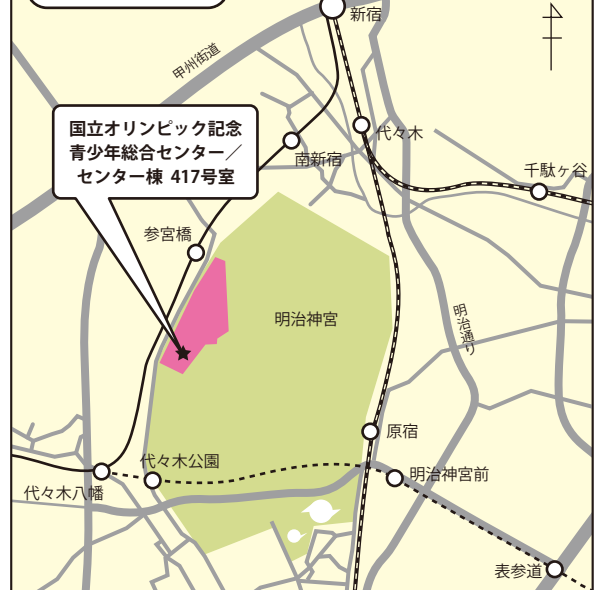 新宿
甲州街道
国立オリンピック記念
青少年総合センター／
センター棟 417号室
代々木
南新宿
千駄ヶ谷
参宮橋
明治神宮
明治通り
原宿
代々木公園
明治神宮前
代々木八幡
表参道